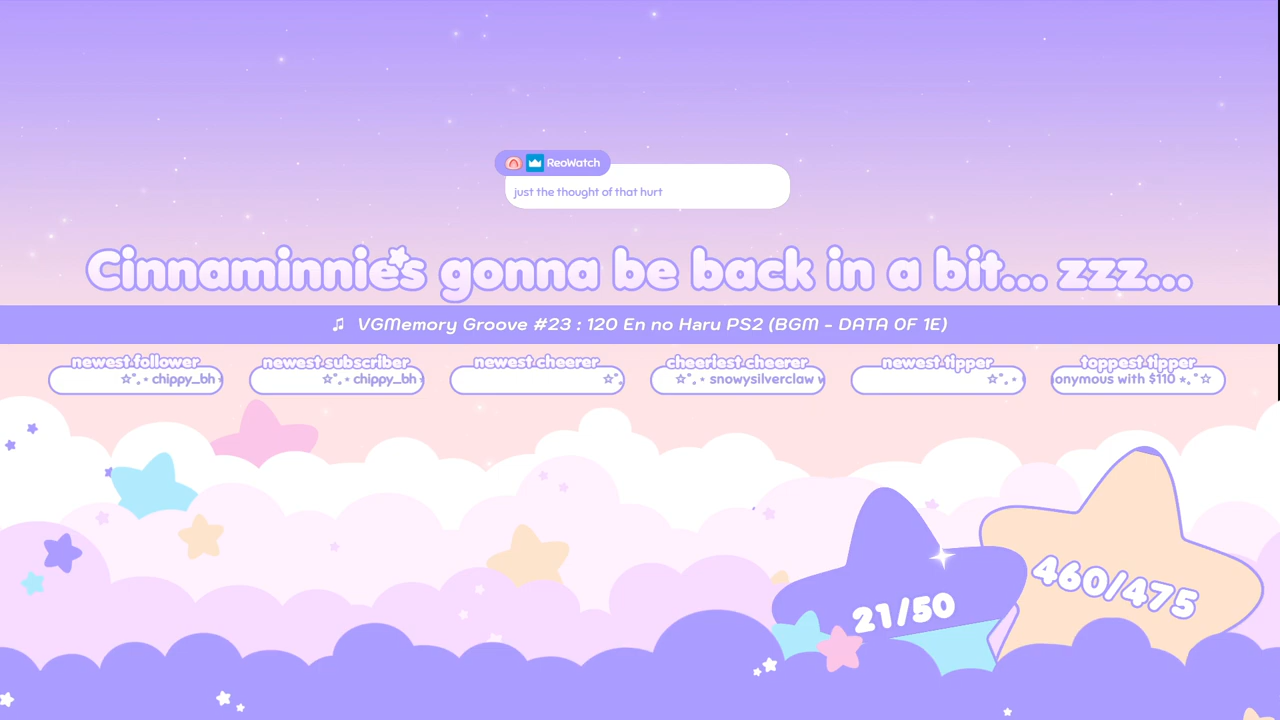 ReoWatch
just the thought of that hurt
Cinnaminnie's gonna be back in a bit... zzz...
♫ VGMemory Groove #23 : 120 En no Haru PS2 (BGM - DATA OF 1E)
newest follower
newest subscriber
newest cheerer
cheeriest cheerer
newest tipper
toppest tipper
☆*｡⋆ chippy_bh
☆*｡⋆ chippy_bh
☆*｡
☆*｡⋆ snowysilverclaw w
☆*｡⋆
onymous with $110 ⋆｡*☆
21/50
460/475